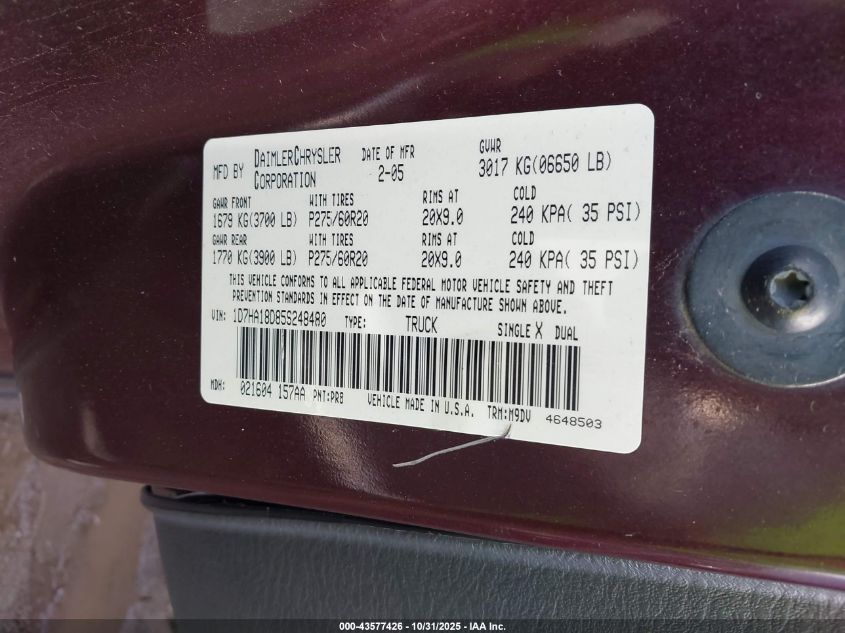 MFD BY DAIMLERCHRYSLER CORPORATION DATE OF MFR 2-05 GVWR 3017 KG(06650 LB)
GAWR FRONT WITH TIRES RIMS AT COLD
1679 KG(3700 LB) P275/60R20 20X9.0 240 KPA( 35 PSI)
GAWR REAR WITH TIRES RIMS AT COLD
1770 KG(3900 LB) P275/60R20 20X9.0 240 KPA( 35 PSI)
THIS VEHICLE CONFORMS TO ALL APPLICABLE FEDERAL MOTOR VEHICLE SAFETY AND THEFT
PREVENTION STANDARDS IN EFFECT ON THE DATE OF MANUFACTURE SHOWN ABOVE.
VIN: 1D7HA18D85S248480 TYPE: TRUCK SINGLE X DUAL
MDH: 021604 157AA PNT:PR8 VEHICLE MADE IN U.S.A. TRM:M9DV 4648503
000-43577426 - 10/31/2025 - IAA Inc.